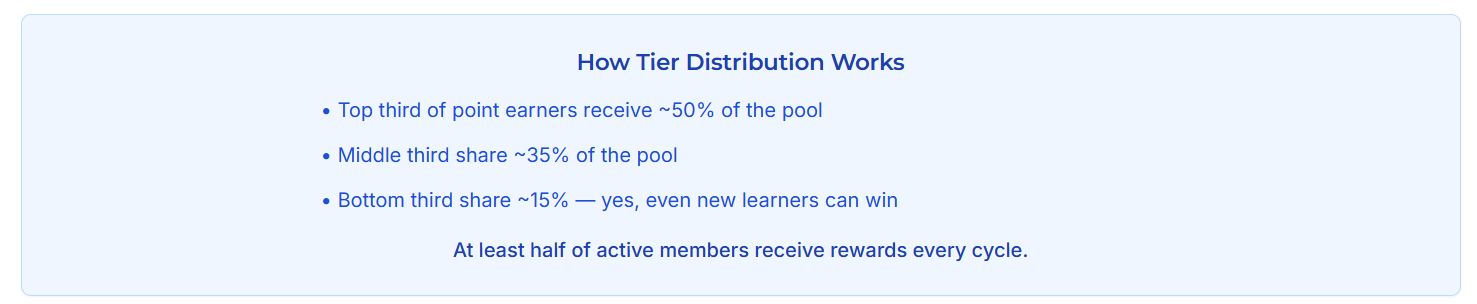 How Tier Distribution Works
• Top third of point earners receive ~50% of the pool
• Middle third share ~35% of the pool
• Bottom third share ~15% — yes, even new learners can win
At least half of active members receive rewards every cycle.